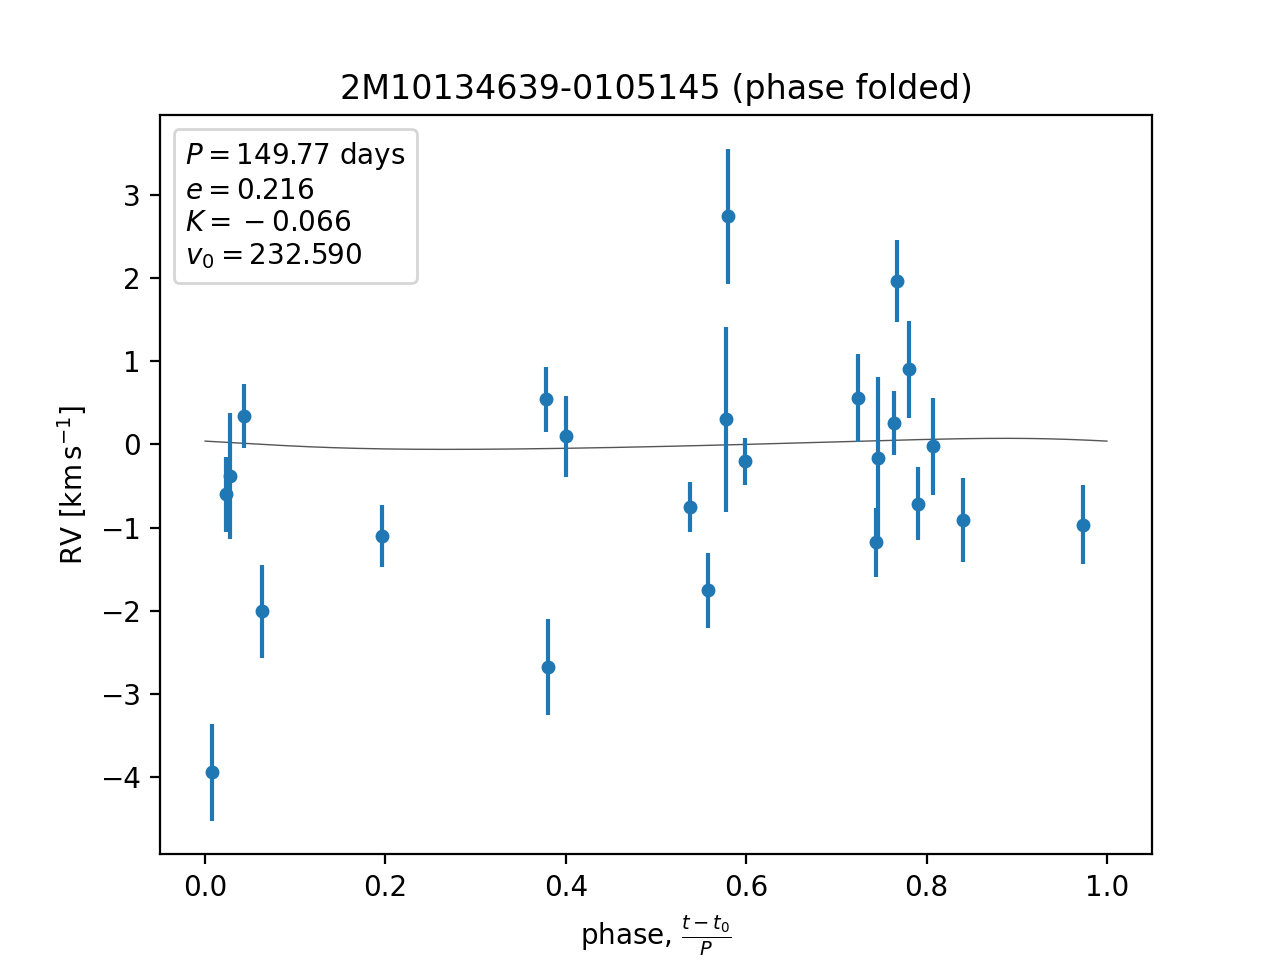 2M10134639-0105145 (phase folded)
P = 149.77 days
e = 0.216
K = −0.066
v₀ = 232.590
3
2
1
0
−1
−2
−3
−4
RV [km s⁻¹]
0.0 0.2 0.4 0.6 0.8 1.0
phase, (t − t₀)/P